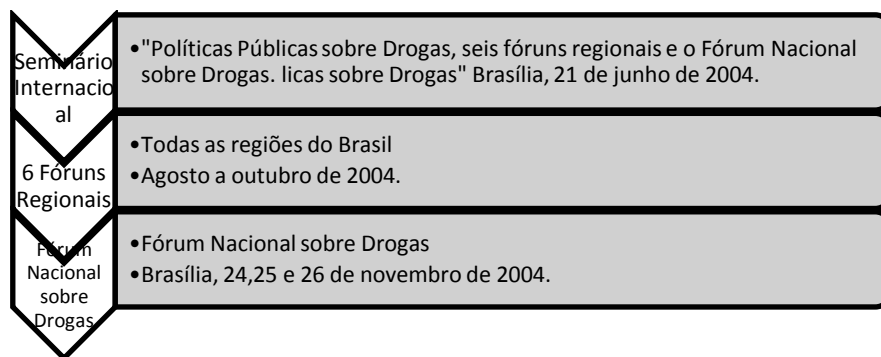 Seminário
Internacio
al
•"Políticas Públicas sobre Drogas, seis fóruns regionais e o Fórum Nacional
sobre Drogas. licas sobre Drogas" Brasília, 21 de junho de 2004.
6 Fóruns
Regionais
•Todas as regiões do Brasil
•Agosto a outubro de 2004.
Fórum
Nacional
sobre
Drogas
•Fórum Nacional sobre Drogas
•Brasília, 24,25 e 26 de novembro de 2004.